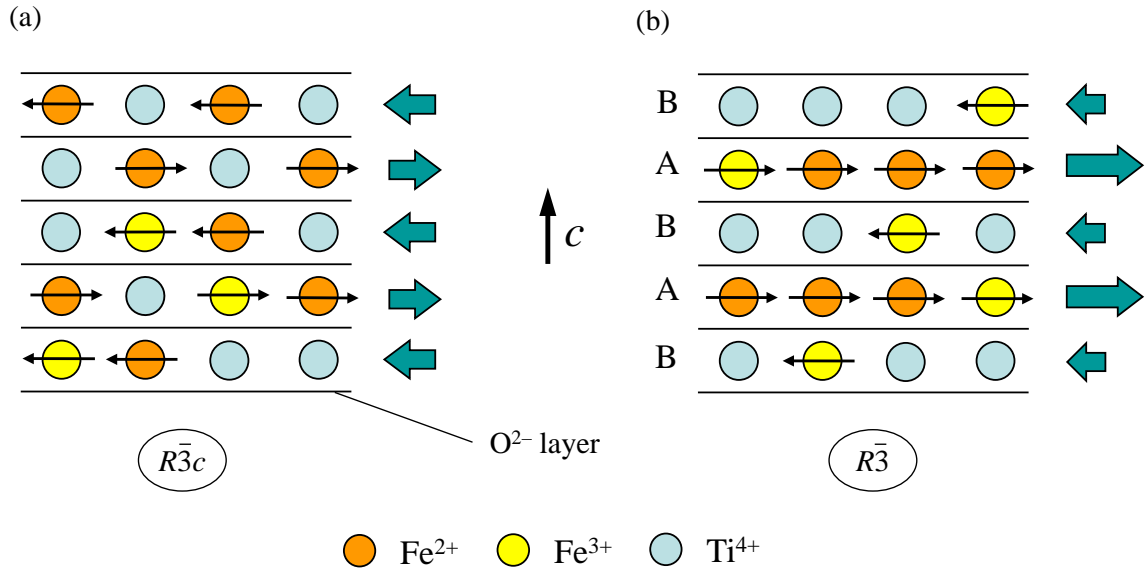 (a)
(b)
B
A
B
A
B
c
O²⁻ layer
R3̄c
R3̄
Fe²⁺ Fe³⁺ Ti⁴⁺